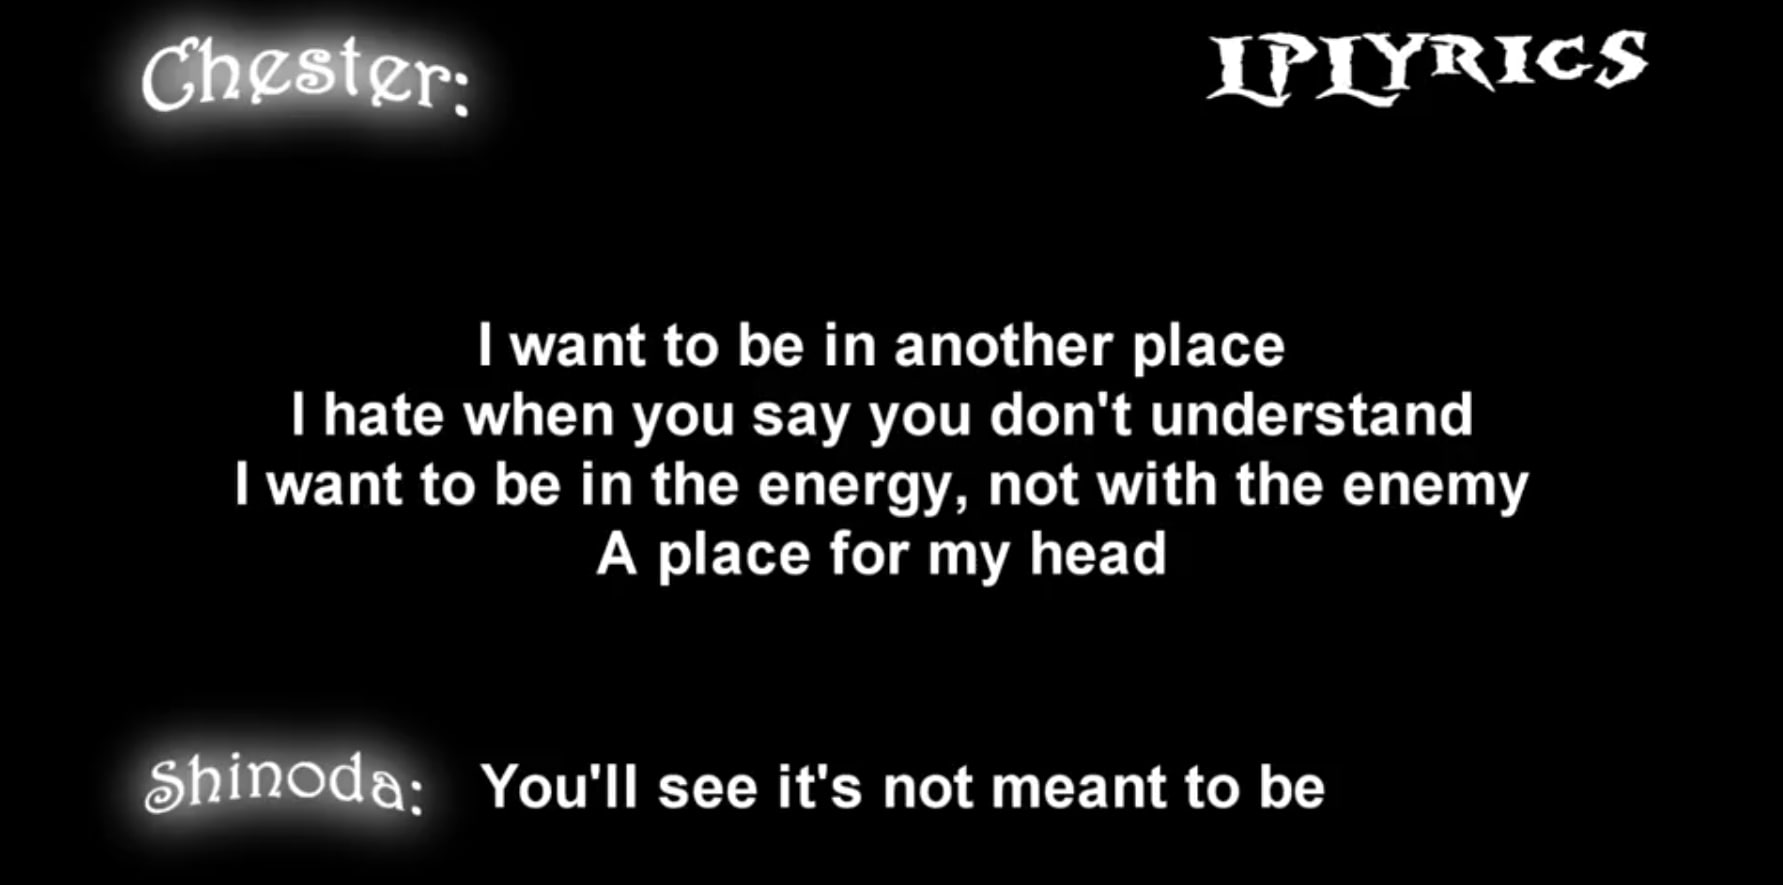 Chester:
LPLYRICS
I want to be in another place
I hate when you say you don't understand
I want to be in the energy, not with the enemy
A place for my head
Shinoda: You'll see it's not meant to be